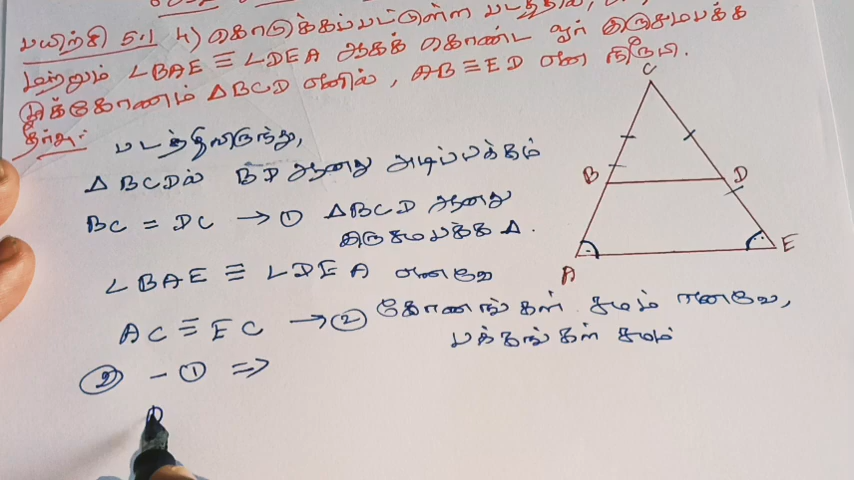 பயிற்சி 5.1 4) கொடுக்கப்பட்டுள்ள படத்தில்,
மற்றும் ∠BAE ≡ ∠DEA ஆகக் கொண்ட ஓர் இருசமபக்க
முக்கோணம் ΔBCD எனில், AB ≡ ED என நிரூபி.
தீர்வு:-
படத்திலிருந்து,
Δ BCDல் BD ஆனது அடிப்பக்கம்
BC = DC → ① ΔBCD ஆனது
இருசமபக்க Δ.
∠BAE ≡ ∠DEA எனவே
AC ≡ EC → ② கோணங்கள் சமம் எனவே,
பக்கங்கள் சமம்
② - ① ⇒
C
B
D
A
E